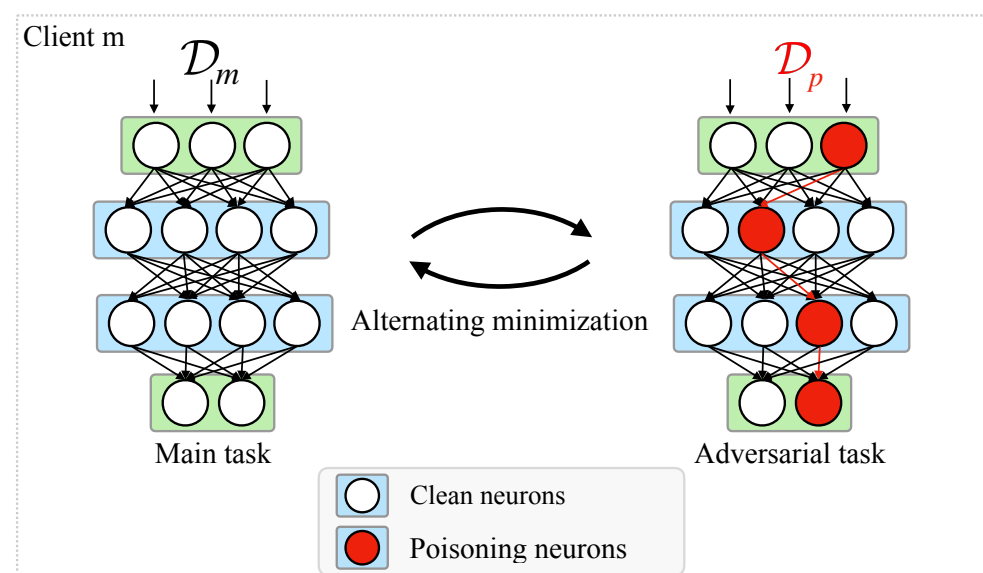 Client m
𝒟m
𝒟p
Alternating minimization
Main task
Adversarial task
Clean neurons
Poisoning neurons